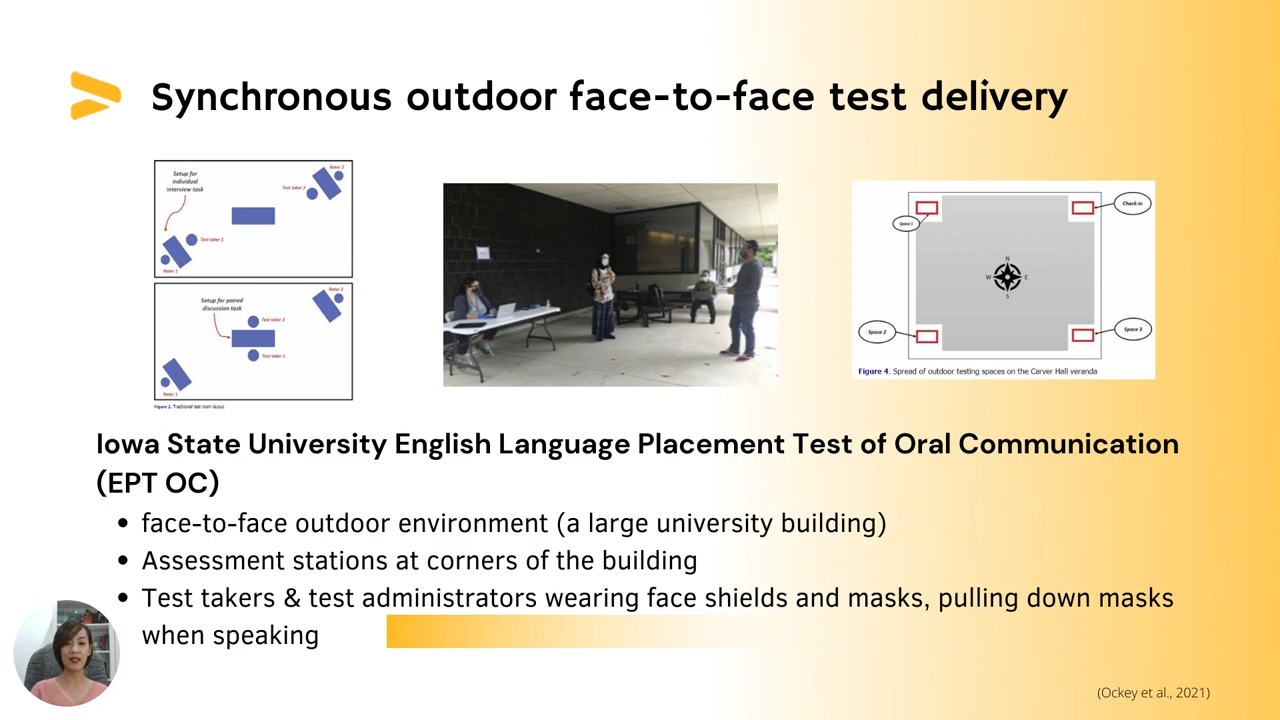 Synchronous outdoor face-to-face test delivery
Setup for
individual
interview task
Rater 2
Test taker 2
Test taker 1
Rater 1
Setup for paired
discussion task
Rater 2
Test taker 2
Test taker 1
Rater 1
Figure 2. Traditional test room layout
Space 1
Check-in
N
W
E
S
Space 2
Space 3
Figure 4. Spread of outdoor testing spaces on the Carver Hall veranda
Iowa State University English Language Placement Test of Oral Communication
(EPT OC)
• face-to-face outdoor environment (a large university building)
• Assessment stations at corners of the building
• Test takers & test administrators wearing face shields and masks, pulling down masks
when speaking
(Ockey et al., 2021)